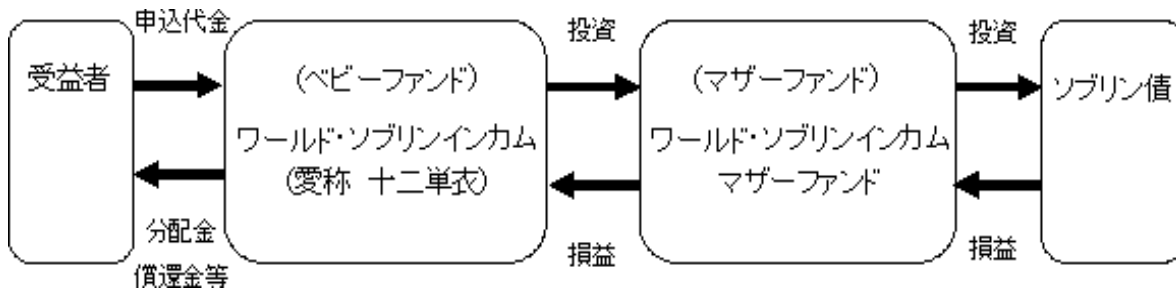 申込代金
投資
投資
受益者
(ベビーファンド)
(マザーファンド)
ソブリン債
ワールド・ソブリンインカム
(愛称 十二単衣)
ワールド・ソブリンインカム
マザーファンド
分配金
償還金等
損益
損益